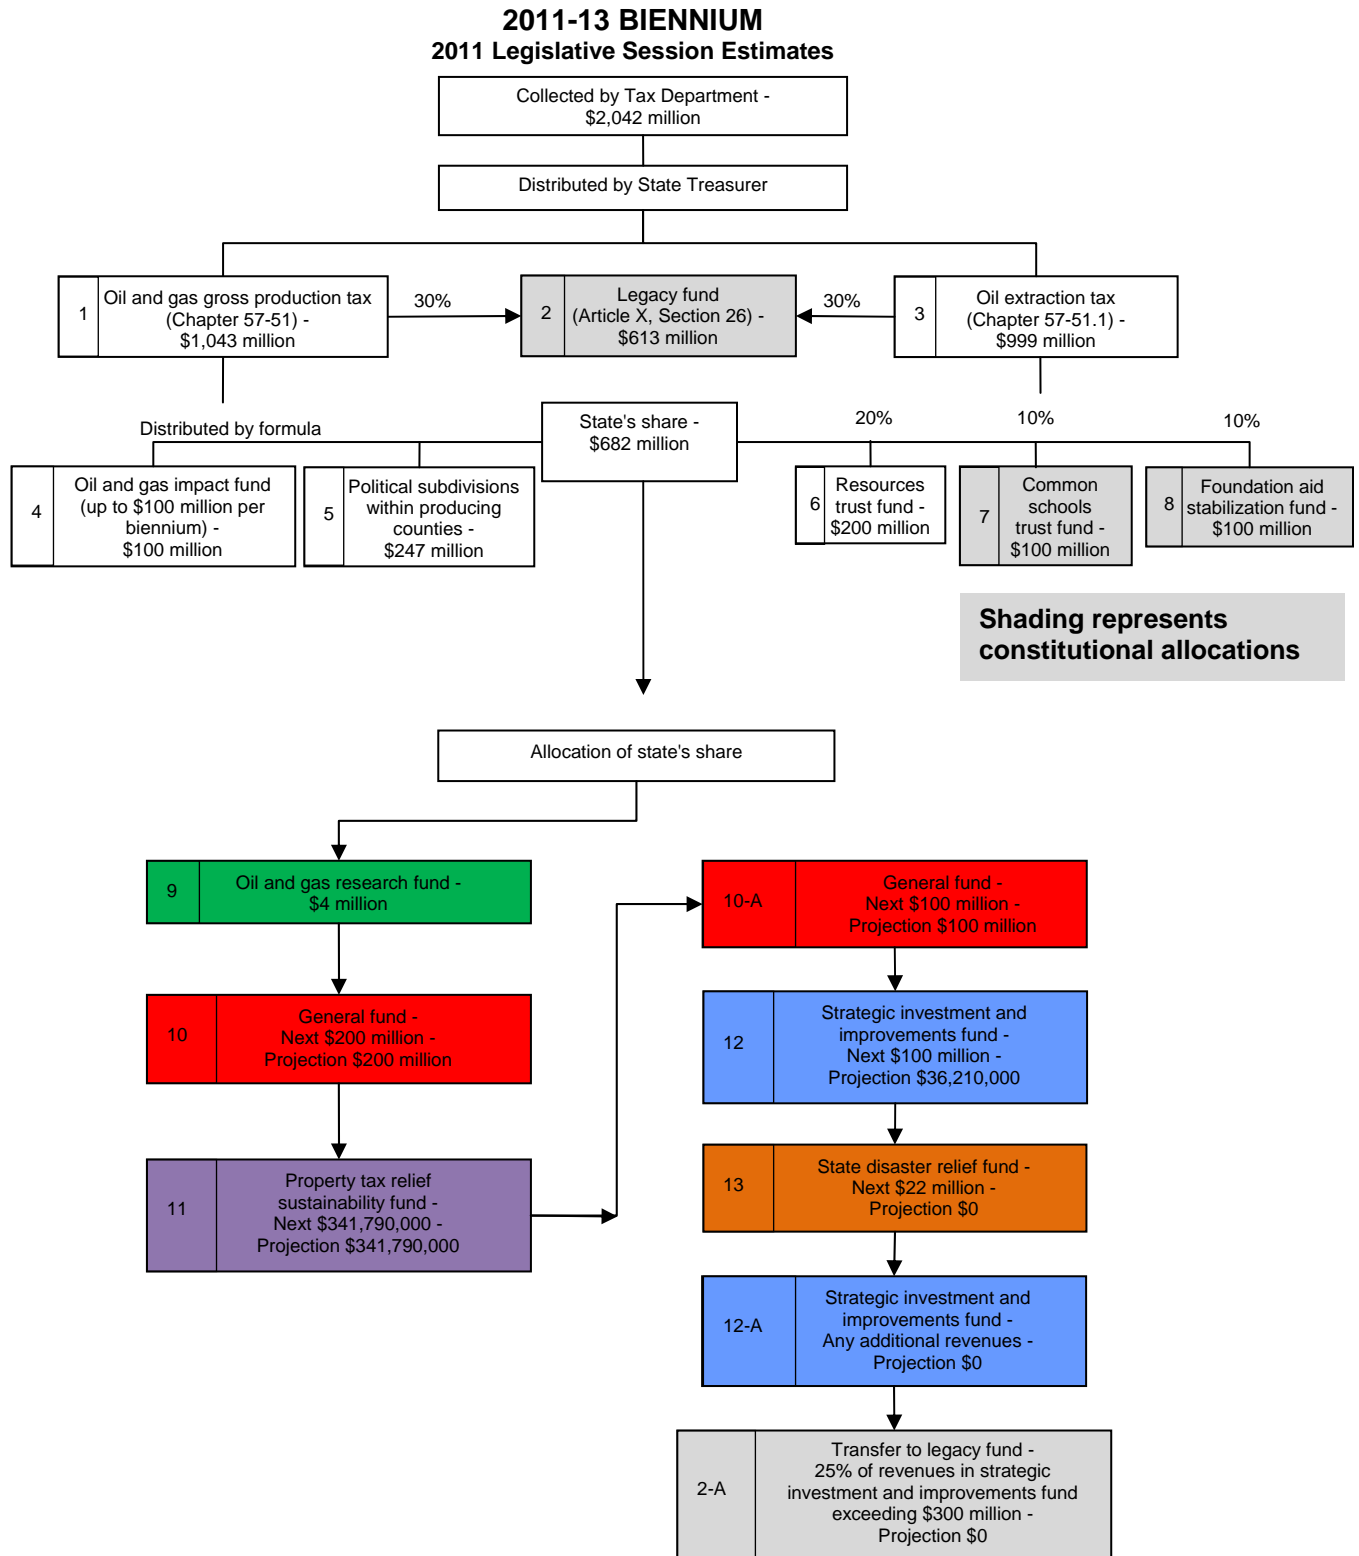 2011-13 BIENNIUM
2011 Legislative Session Estimates
Collected by Tax Department -
$2,042 million
Distributed by State Treasurer
1
Oil and gas gross production tax
(Chapter 57-51) -
$1,043 million
30%
2
Legacy fund
(Article X, Section 26) -
$613 million
30%
3
Oil extraction tax
(Chapter 57-51.1) -
$999 million
Distributed by formula
State's share -
$682 million
20%
10%
10%
4
Oil and gas impact fund
(up to $100 million per
biennium) -
$100 million
5
Political subdivisions
within producing
counties -
$247 million
6
Resources
trust fund -
$200 million
7
Common
schools
trust fund -
$100 million
8
Foundation aid
stabilization fund -
$100 million
Shading represents
constitutional allocations
Allocation of state's share
9
Oil and gas research fund -
$4 million
10
General fund -
Next $200 million -
Projection $200 million
11
Property tax relief
sustainability fund -
Next $341,790,000 -
Projection $341,790,000
10-A
General fund -
Next $100 million -
Projection $100 million
12
Strategic investment and
improvements fund -
Next $100 million -
Projection $36,210,000
13
State disaster relief fund -
Next $22 million -
Projection $0
12-A
Strategic investment and
improvements fund -
Any additional revenues -
Projection $0
2-A
Transfer to legacy fund -
25% of revenues in strategic
investment and improvements fund
exceeding $300 million -
Projection $0